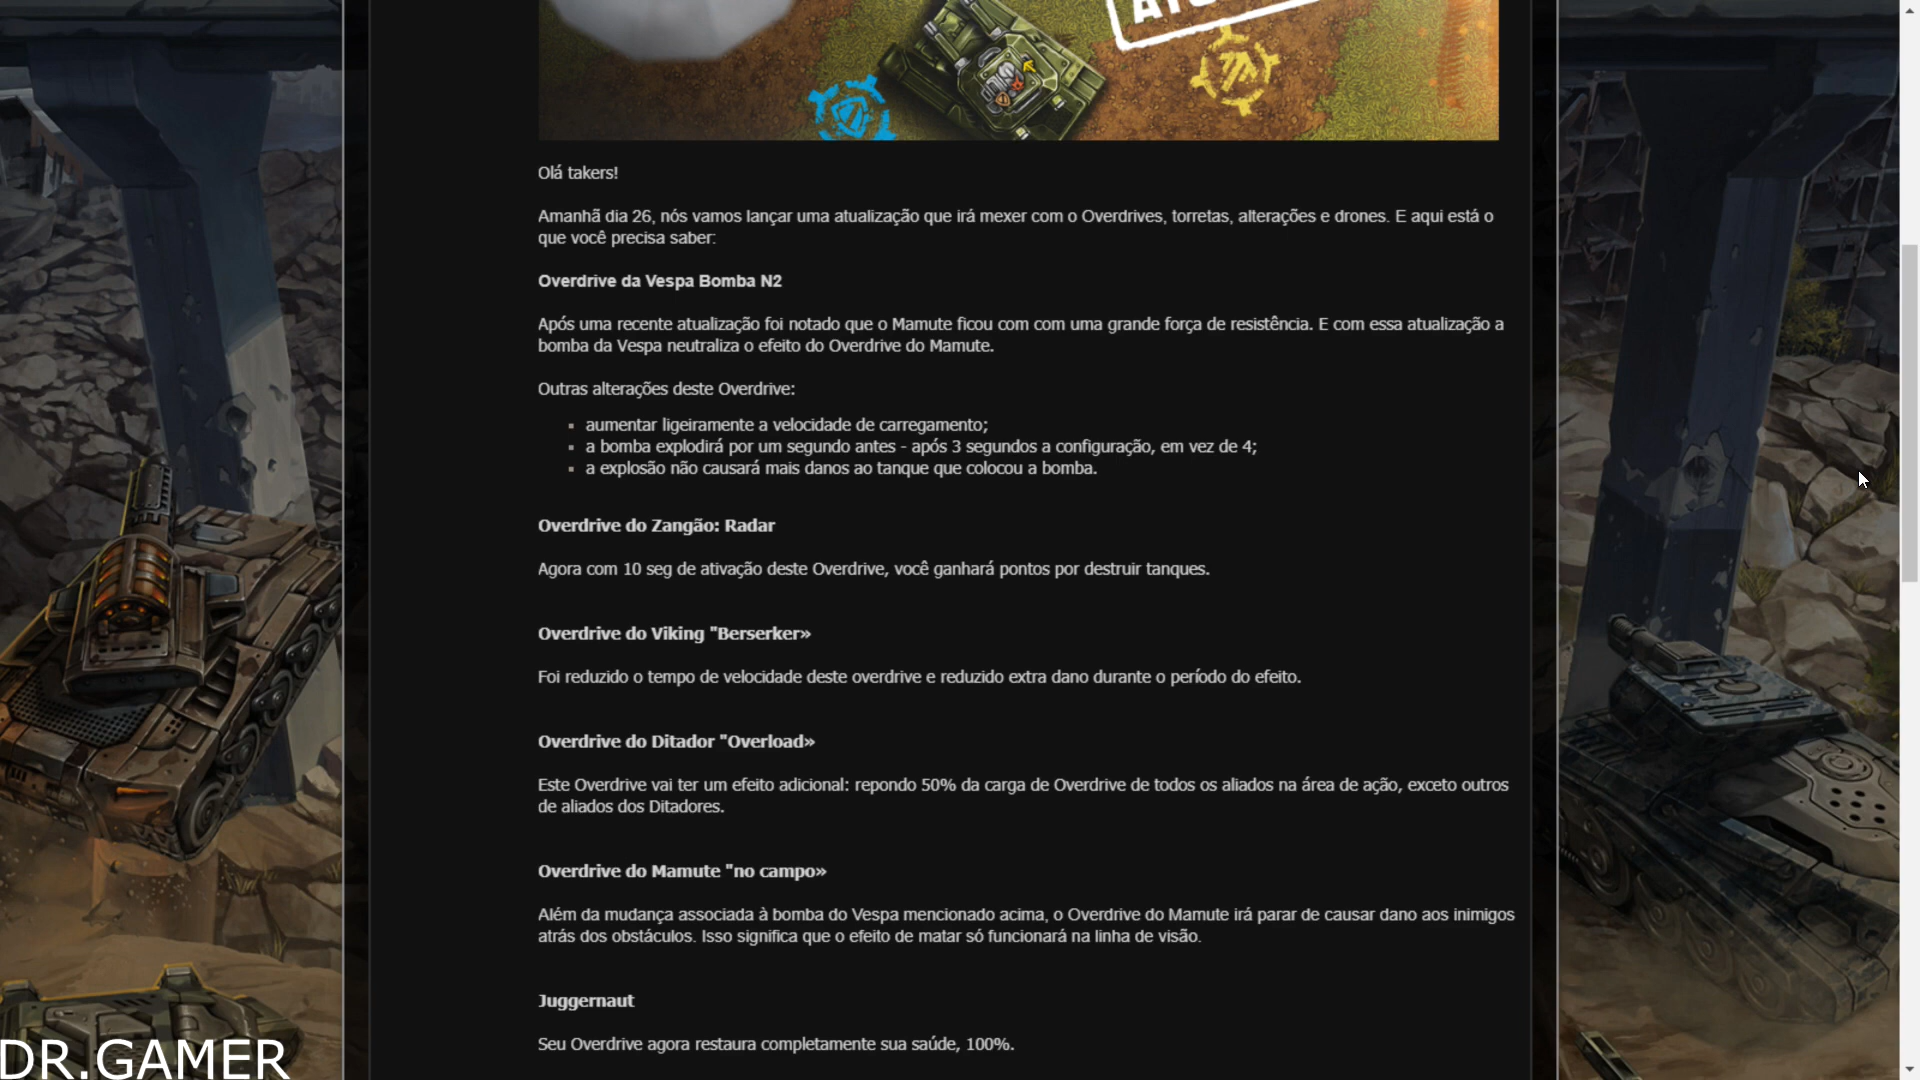 Olá takers!
Amanhã dia 26, nós vamos lançar uma atualização que irá mexer com o Overdrives, torretas, alterações e drones. E aqui está o
que você precisa saber:
Overdrive da Vespa Bomba N2
Após uma recente atualização foi notado que o Mamute ficou com com uma grande força de resistência. E com essa atualização a
bomba da Vespa neutraliza o efeito do Overdrive do Mamute.
Outras alterações deste Overdrive:
aumentar ligeiramente a velocidade de carregamento;
a bomba explodirá por um segundo antes - após 3 segundos a configuração, em vez de 4;
a explosão não causará mais danos ao tanque que colocou a bomba.
Overdrive do Zangão: Radar
Agora com 10 seg de ativação deste Overdrive, você ganhará pontos por destruir tanques.
Overdrive do Viking "Berserker»
Foi reduzido o tempo de velocidade deste overdrive e reduzido extra dano durante o período do efeito.
Overdrive do Ditador "Overload»
Este Overdrive vai ter um efeito adicional: repondo 50% da carga de Overdrive de todos os aliados na área de ação, exceto outros
de aliados dos Ditadores.
Overdrive do Mamute "no campo»
Além da mudança associada à bomba do Vespa mencionado acima, o Overdrive do Mamute irá parar de causar dano aos inimigos
atrás dos obstáculos. Isso significa que o efeito de matar só funcionará na linha de visão.
Juggernaut
Seu Overdrive agora restaura completamente sua saúde, 100%.
DR.GAMER